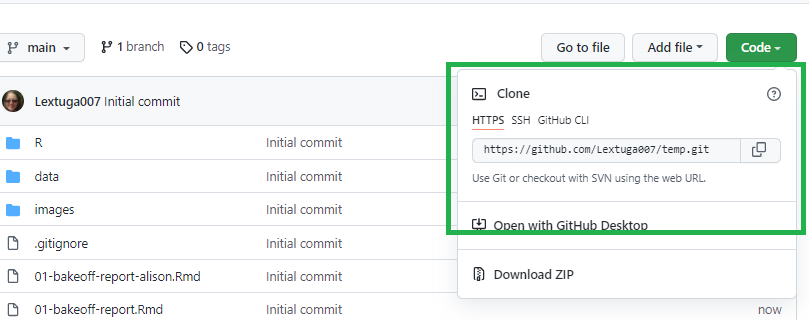 main 1 branch 0 tags Go to file Add file Code
Lextuga007 Initial commit
Clone
HTTPS SSH GitHub CLI
https://github.com/Lextuga007/temp.git
Use Git or checkout with SVN using the web URL.
Open with GitHub Desktop
Download ZIP
R Initial commit
data Initial commit
images Initial commit
.gitignore Initial commit
01-bakeoff-report-alison.Rmd Initial commit
01-bakeoff-report.Rmd Initial commit now